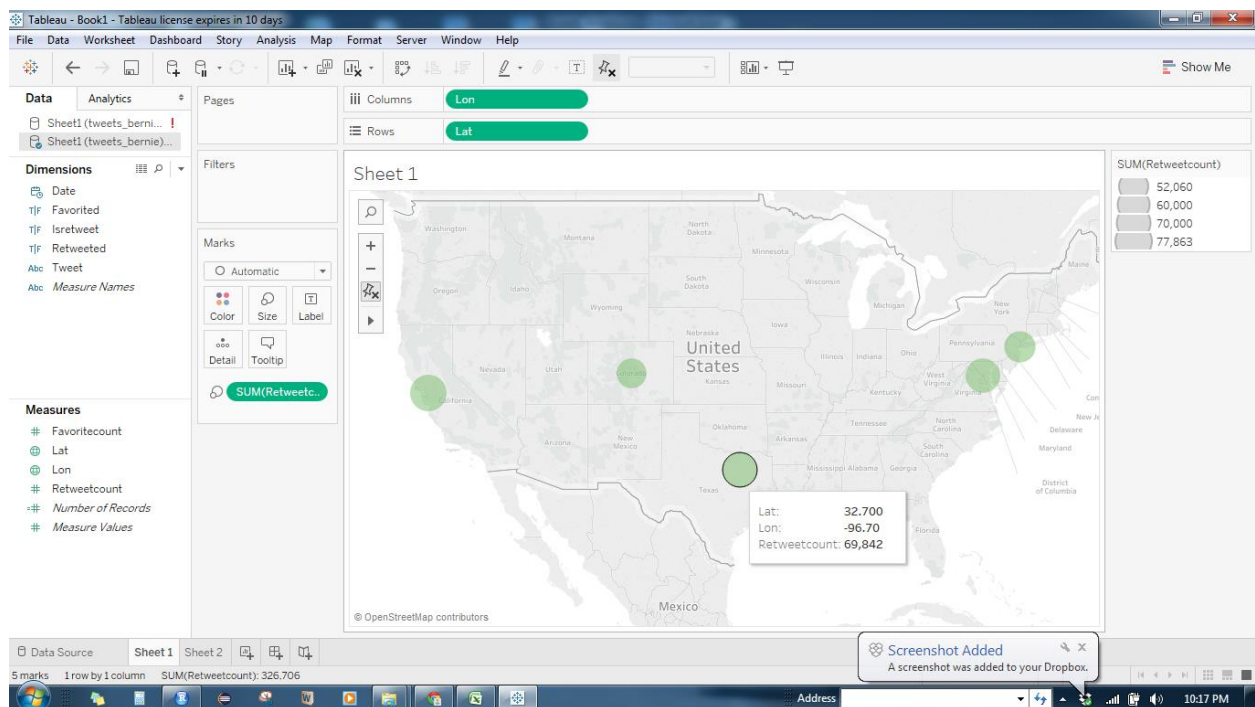 Tableau - Book1 - Tableau license expires in 10 days
File Data Worksheet Dashboard Story Analysis Map Format Server Window Help
Show Me
Data Analytics
Sheet1 (tweets_berni... !
Sheet1 (tweets_bernie)...
Dimensions
Date
T|F Favorited
T|F Isretweet
T|F Retweeted
Abc Tweet
Abc Measure Names
Measures
# Favoritecount
Lat
Lon
# Retweetcount
=# Number of Records
# Measure Values
Pages
Filters
Marks
Automatic
Color Size Label
Detail Tooltip
SUM(Retweetc..
iii Columns Lon
Rows Lat
Sheet 1
Washington
Montana
North
Dakota
Minnesota
Maine
Oregon
Idaho
South
Dakota
Wisconsin
Wyoming
Michigan
New
York
Iowa
Nebraska
Pennsylvania
United
States
Nevada
Utah
Colorado
Kansas
Illinois
Indiana
Ohio
Missouri
West
Virginia
Virginia
Kentucky
California
Con
New Je
Delaware
Maryland
District
of Columbia
Arizona
New
Mexico
Oklahoma
Arkansas
Tennessee
North
Carolina
South
Carolina
Texas
Mississippi
Alabama
Georgia
Florida
Mexico
Lat: 32.700
Lon: -96.70
Retweetcount: 69,842
© OpenStreetMap contributors
SUM(Retweetcount)
52,060
60,000
70,000
77,863
Data Source Sheet 1 Sheet 2
5 marks 1 row by 1 column SUM(Retweetcount): 326,706
Screenshot Added
A screenshot was added to your Dropbox.
Address
10:17 PM